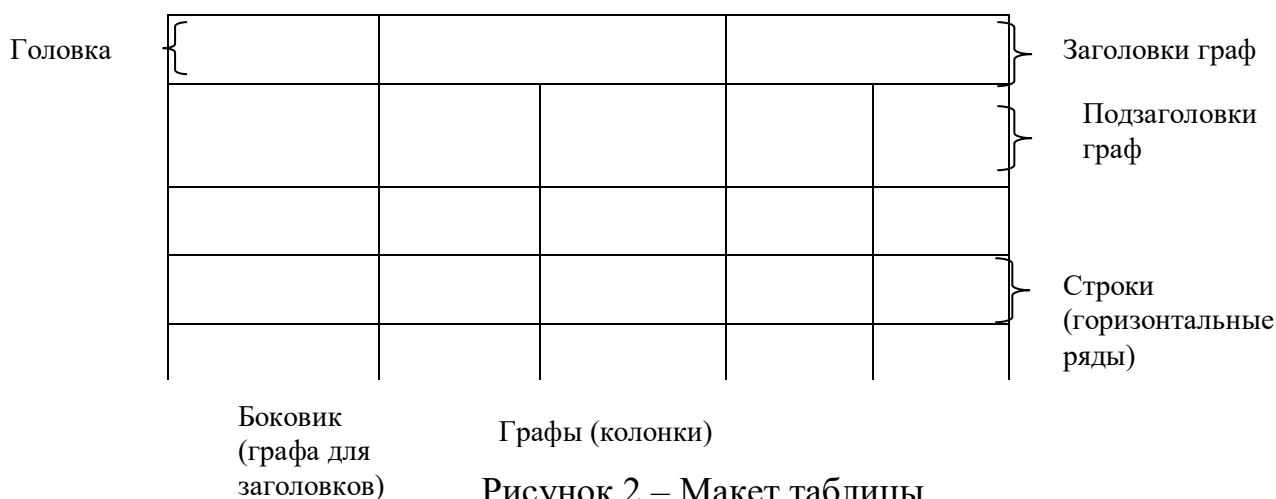 Головка
Заголовки граф
Подзаголовки
граф
Строки
(горизонтальные
ряды)
Боковик
(графа для
заголовков)
Графы (колонки)
Рисунок 2 – Макет таблицы